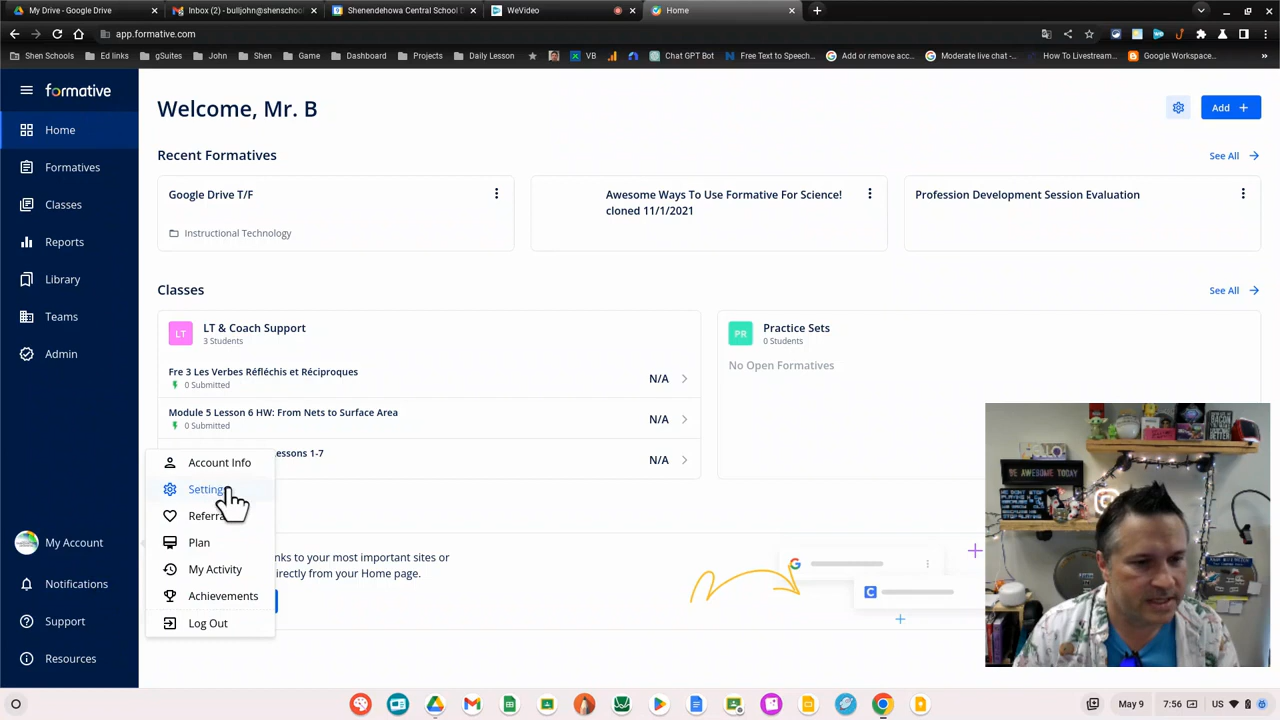 My Drive - Google Drive
Inbox (2) - bulljohn@shenschool
Shenendehowa Central School D
WeVideo
Home
app.formative.com
Shen Schools
Ed links
gSuites
John
Shen
Game
Dashboard
Projects
Daily Lesson
VB
Chat GPT Bot
Free Text to Speech...
Add or remove acc...
Moderate live chat -...
How To Livestream...
Google Workspace...
formative
Home
Formatives
Classes
Reports
Library
Teams
Admin
My Account
Notifications
Support
Resources
Welcome, Mr. B
Add +
Recent Formatives
See All
Google Drive T/F
Instructional Technology
Awesome Ways To Use Formative For Science!
cloned 11/1/2021
Profession Development Session Evaluation
Classes
See All
LT
LT & Coach Support
3 Students
Fre 3 Les Verbes Réfléchis et Réciproques
0 Submitted
N/A
Module 5 Lesson 6 HW: From Nets to Surface Area
0 Submitted
N/A
essons 1-7
N/A
PR
Practice Sets
0 Students
No Open Formatives
Account Info
Setting
Referra
Plan
My Activity
Achievements
Log Out
nks to your most important sites or
irectly from your Home page.
G
C
BE AWESOME TODAY
May 9
7:56
US